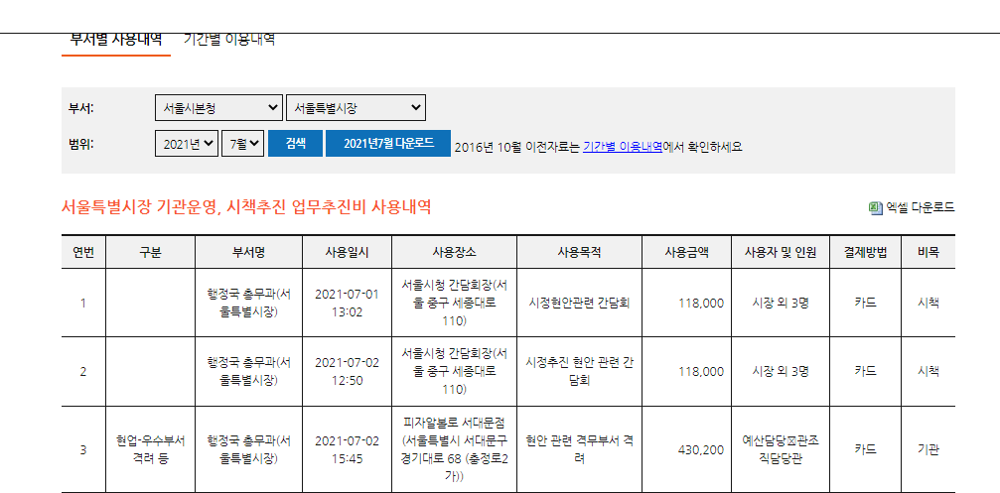 부서별 사용내역 기간별 이용내역
부서: 서울시본청 서울특별시장
범위: 2021년 7월 검색 2021년7월 다운로드 2016년 10월 이전자료는 기간별 이용내역에서 확인하세요
서울특별시장 기관운영, 시책추진 업무추진비 사용내역 엑셀 다운로드
연번 구분 부서명 사용일시 사용장소 사용목적 사용금액 사용자 및 인원 결제방법 비목
1 행정국 총무과(서울특별시장) 2021-07-01 13:02 서울시청 간담회장(서울 중구 세종대로 110) 시정현안관련 간담회 118,000 시장 외 3명 카드 시책
2 행정국 총무과(서울특별시장) 2021-07-02 12:50 서울시청 간담회장(서울 중구 세종대로 110) 시정추진 현안 관련 간담회 118,000 시장 외 3명 카드 시책
3 현업-우수부서 격려 등 행정국 총무과(서울특별시장) 2021-07-02 15:45 피자알볼로 서대문점 (서울특별시 서대문구 경기대로 68 (충정로2가)) 현안 관련 격무부서 격려 430,200 예산담당관조직담당관 카드 기관